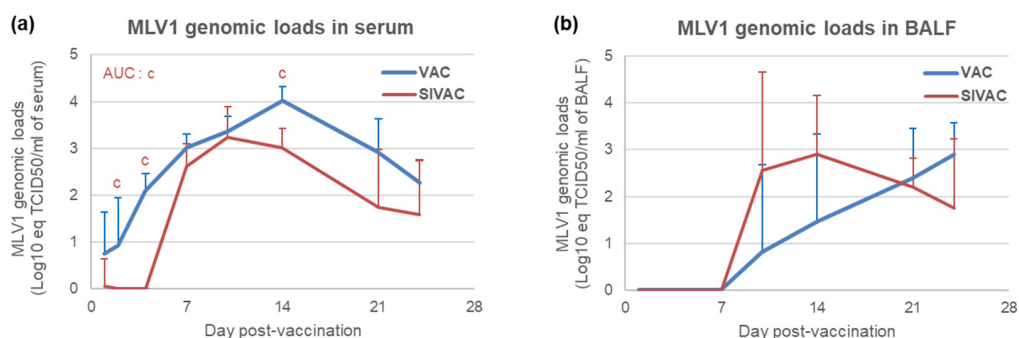 (a)
MLV1 genomic loads in serum
MLV1 genomic loads
(Log10 eq TCID50/ml of serum)
5
4
3
2
1
0
AUC : c
c
c
c
VAC
SIVAC
0
7
14
21
28
Day post-vaccination
(b)
MLV1 genomic loads in BALF
MLV1 genomic loads
(Log10 eq TCID50/ml of BALF)
5
4
3
2
1
0
VAC
SIVAC
0
7
14
21
28
Day post-vaccination